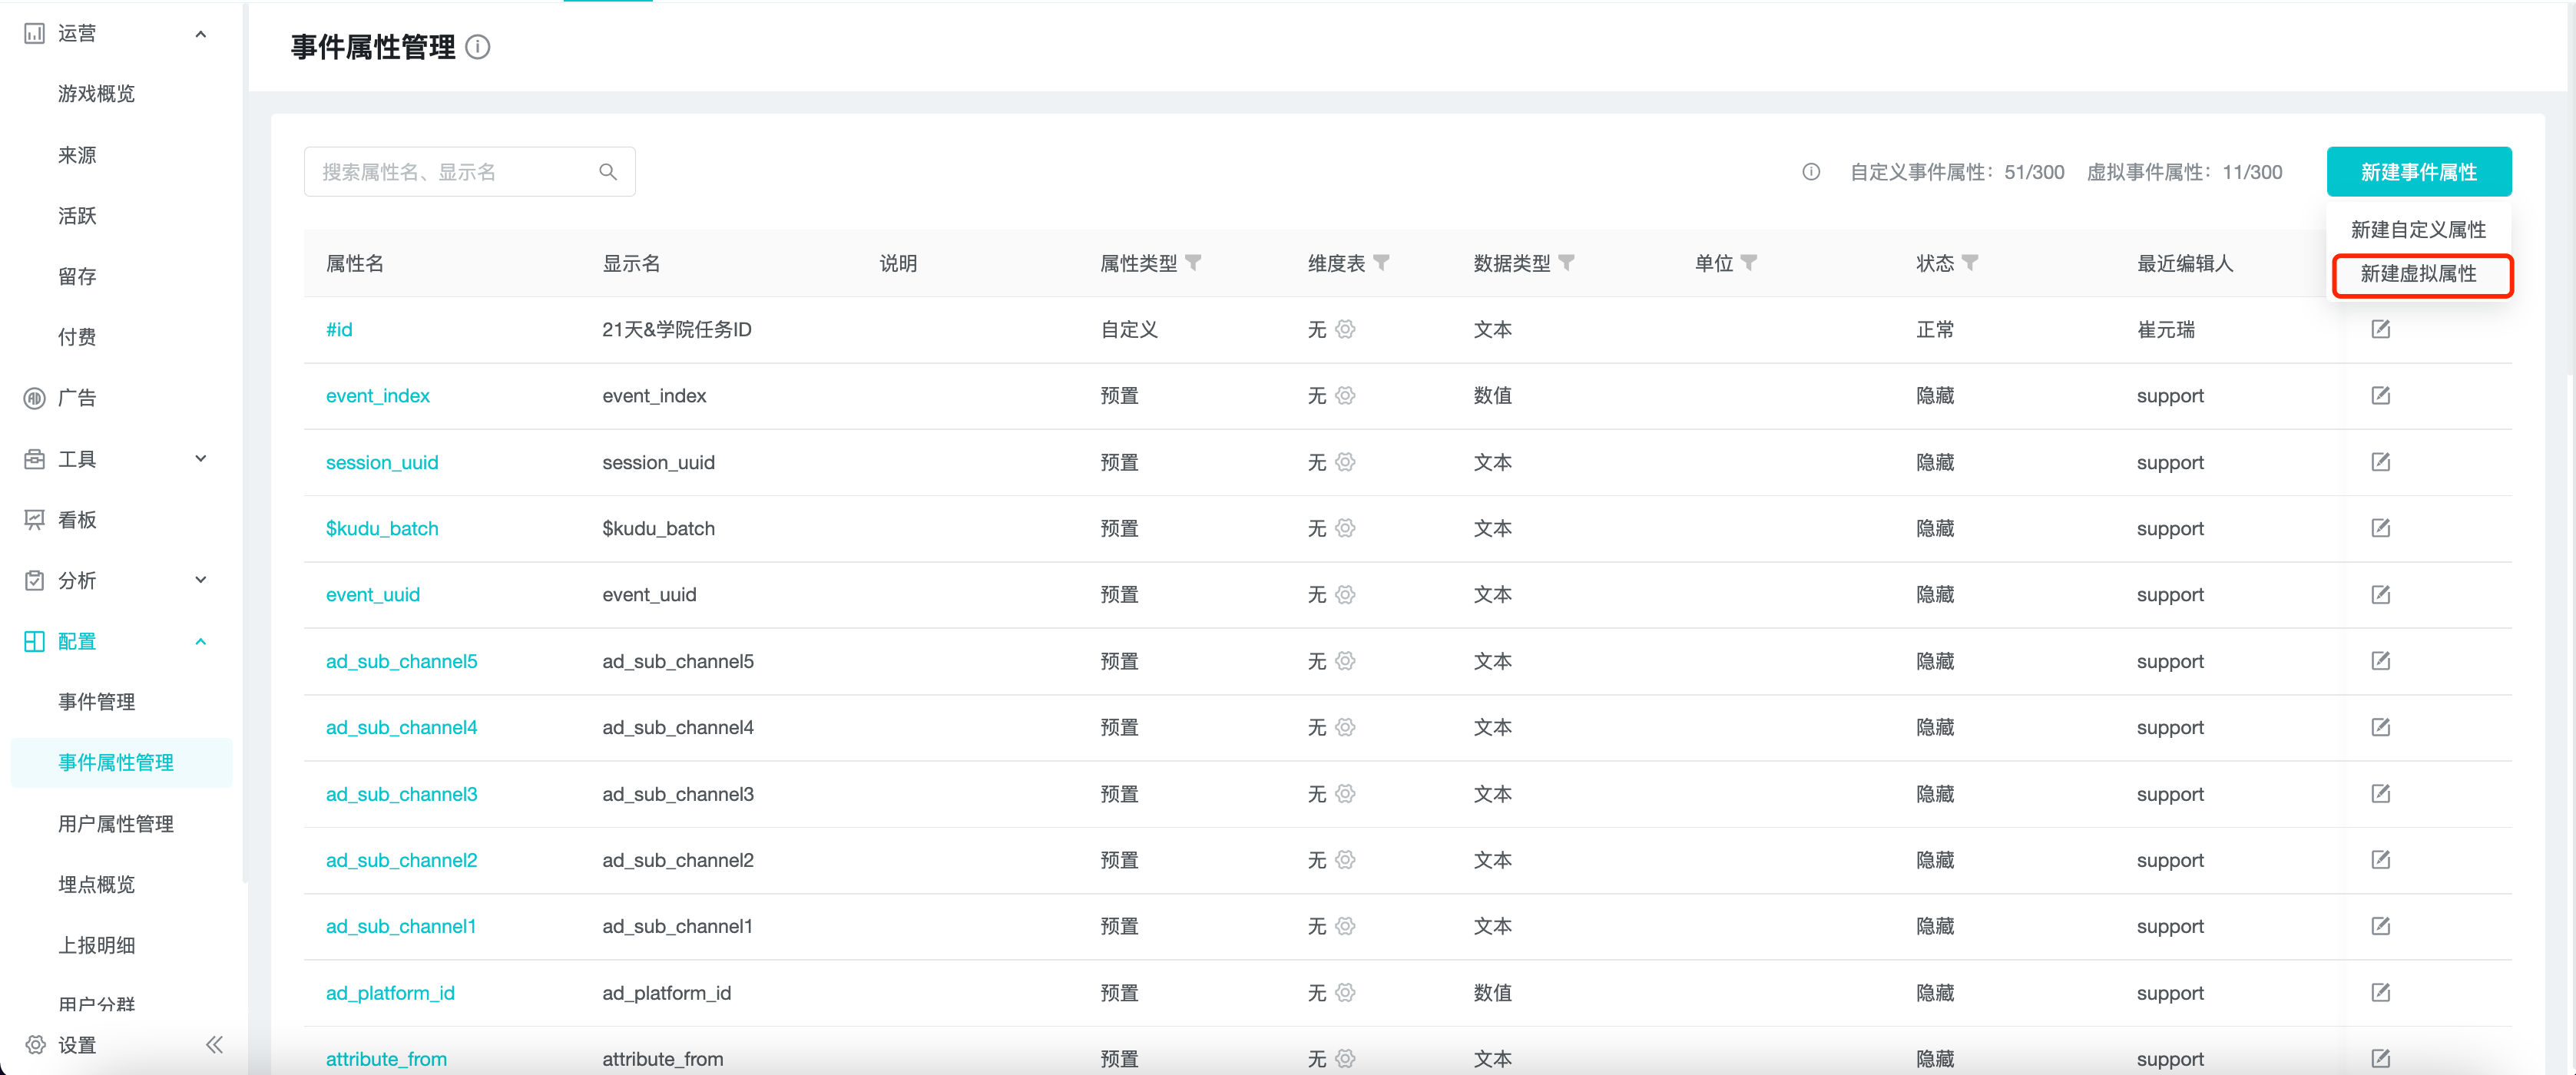 运营
游戏概览
来源
活跃
留存
付费
广告
工具
看板
分析
配置
事件管理
事件属性管理
用户属性管理
埋点概览
上报明细
用户分群
设置
事件属性管理
搜索属性名、显示名
自定义事件属性：51/300 虚拟事件属性：11/300
新建事件属性
新建自定义属性
新建虚拟属性
属性名 显示名 说明 属性类型 维度表 数据类型 单位 状态 最近编辑人
#id 21天&学院任务ID 自定义 无 文本 正常 崔元瑞
event_index event_index 预置 无 数值 隐藏 support
session_uuid session_uuid 预置 无 文本 隐藏 support
$kudu_batch $kudu_batch 预置 无 文本 隐藏 support
event_uuid event_uuid 预置 无 文本 隐藏 support
ad_sub_channel5 ad_sub_channel5 预置 无 文本 隐藏 support
ad_sub_channel4 ad_sub_channel4 预置 无 文本 隐藏 support
ad_sub_channel3 ad_sub_channel3 预置 无 文本 隐藏 support
ad_sub_channel2 ad_sub_channel2 预置 无 文本 隐藏 support
ad_sub_channel1 ad_sub_channel1 预置 无 文本 隐藏 support
ad_platform_id ad_platform_id 预置 无 数值 隐藏 support
attribute_from attribute_from 预置 无 文本 隐藏 support